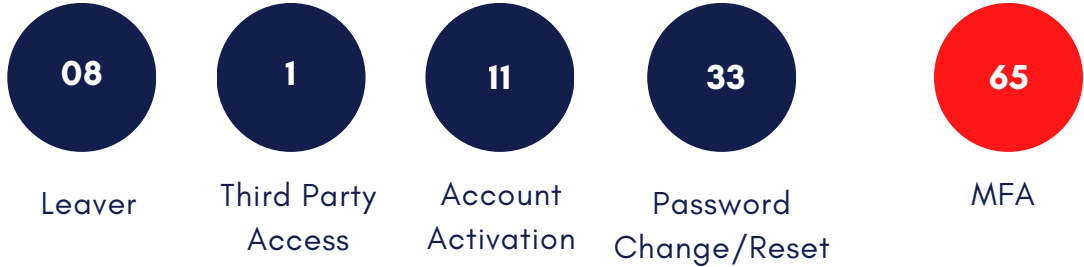 08
1
11
33
65
Leaver
Third Party
Access
Account
Activation
Password
Change/Reset
MFA